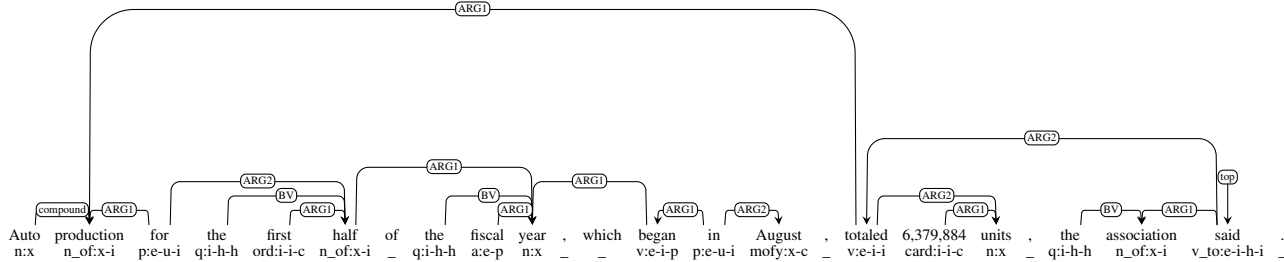 ARG1
ARG2
ARG1
top
ARG2 ARG1
BV BV ARG2
compound ARG1 ARG1 ARG1 ARG1 ARG2 ARG1 BV ARG1
Auto production for the first half of the fiscal year , which began in August , totaled 6,379,884 units , the association said .
n:x n_of:x-i p:e-u-i q:i-h-h ord:i-i-c n_of:x-i _ q:i-h-h a:e-p n:x _ _ v:e-i-p p:e-u-i mofy:x-c _ v:e-i-i card:i-i-c n:x _ q:i-h-h n_of:x-i v_to:e-i-h-i _